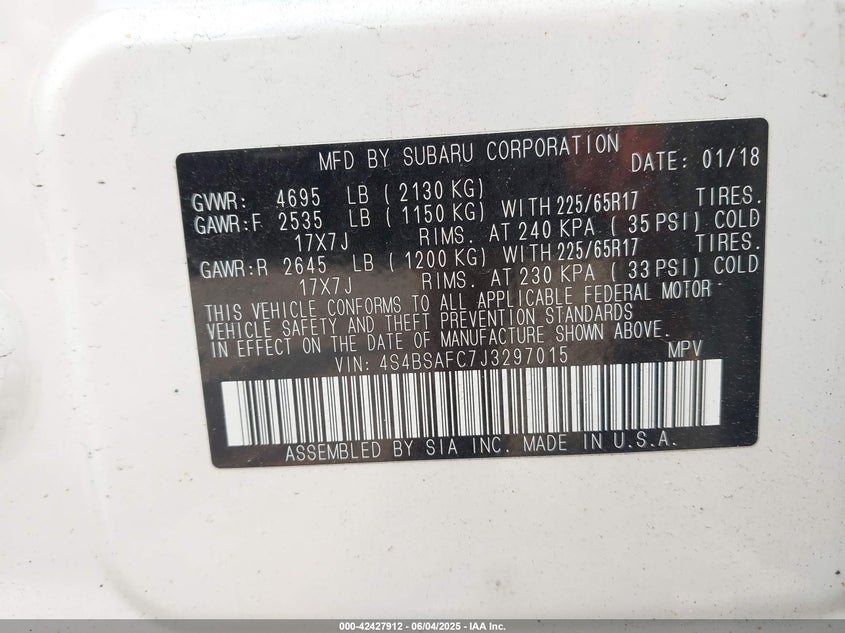 MFD BY SUBARU CORPORATION DATE: 01/18
GVWR: 4695 LB ( 2130 KG)
GAWR:F 2535 LB ( 1150 KG) WITH 225/65R17 TIRES.
17X7J RIMS. AT 240 KPA ( 35 PSI) COLD
GAWR:R 2645 LB ( 1200 KG) WITH 225/65R17 TIRES.
17X7J RIMS. AT 230 KPA ( 33 PSI) COLD
THIS VEHICLE CONFORMS TO ALL APPLICABLE FEDERAL MOTOR
VEHICLE SAFETY AND THEFT PREVENTION STANDARDS
IN EFFECT ON THE DATE OF MANUFACTURE SHOWN ABOVE.
VIN: 4S4BSAFC7J3297015 MPV
ASSEMBLED BY SIA INC. MADE IN U.S.A.
000-42427912 - 06/04/2025 - IAA Inc.